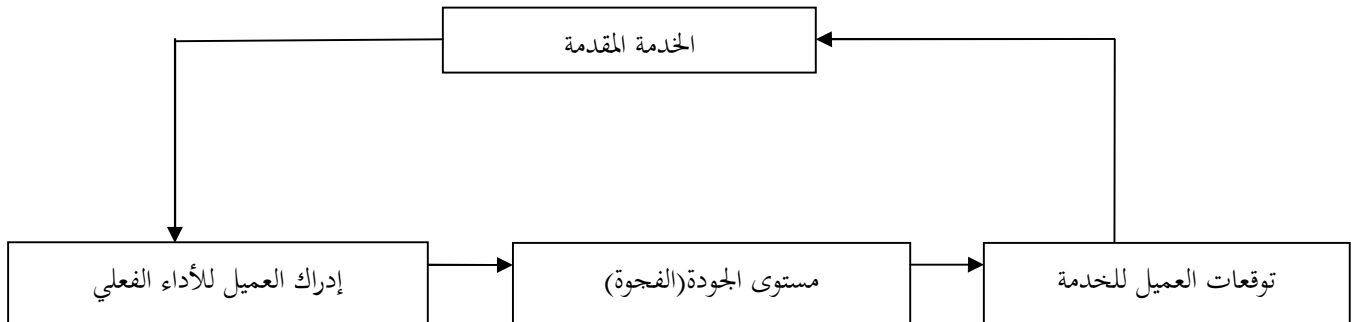 الخدمة المقدمة
توقعات العميل للخدمة
مستوى الجودة(الفجوة)
إدراك العميل للأداء الفعلي